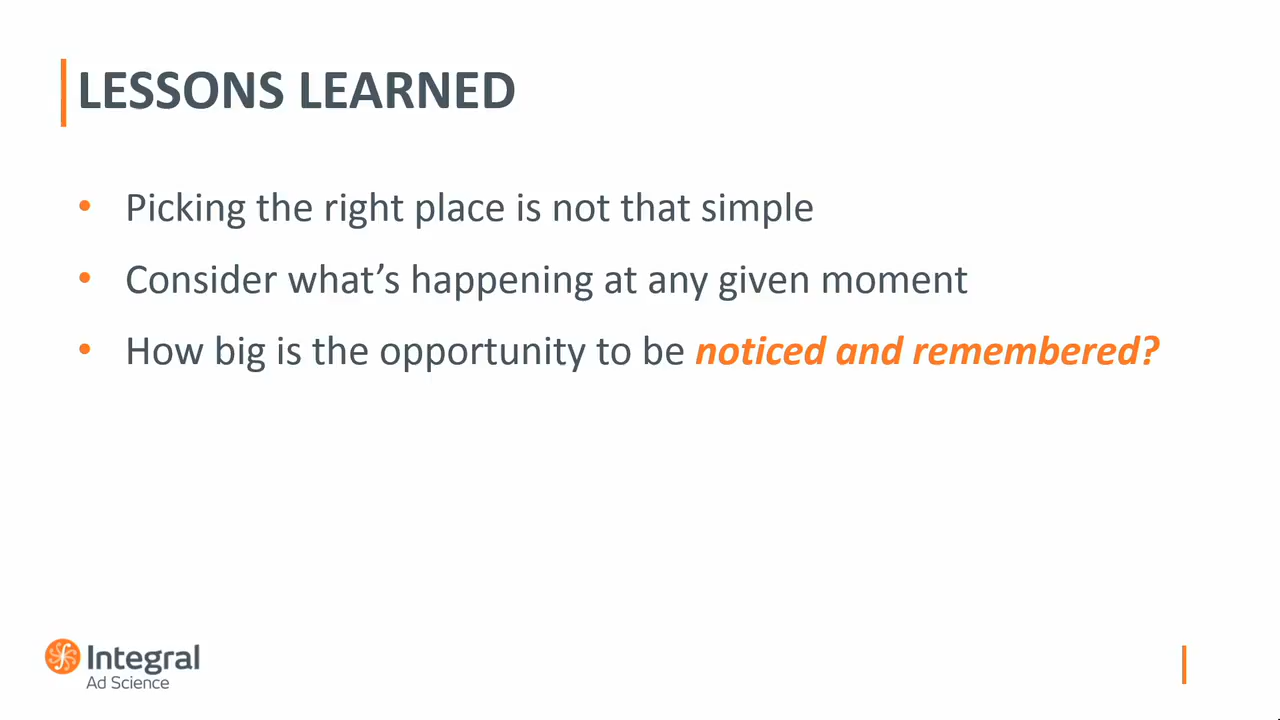 LESSONS LEARNED
• Picking the right place is not that simple
• Consider what’s happening at any given moment
• How big is the opportunity to be noticed and remembered?
Integral
Ad Science